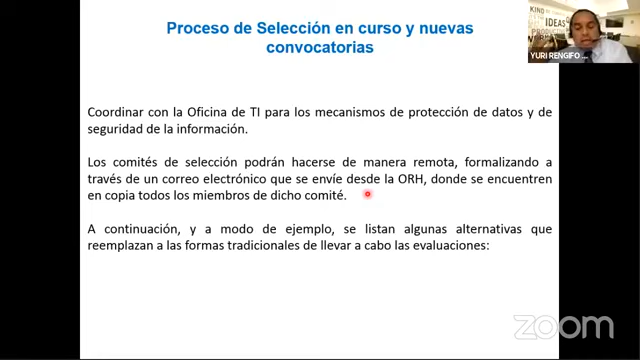 Proceso de Selección en curso y nuevas
convocatorias
Coordinar con la Oficina de TI para los mecanismos de protección de datos y de
seguridad de la información.
Los comités de selección podrán hacerse de manera remota, formalizando a
través de un correo electrónico que se envíe desde la ORH, donde se encuentren
en copia todos los miembros de dicho comité.
A continuación, y a modo de ejemplo, se listan algunas alternativas que
reemplazan a las formas tradicionales de llevar a cabo las evaluaciones:
KIND
IDEAS
YURI RENGIFO ...
zoom